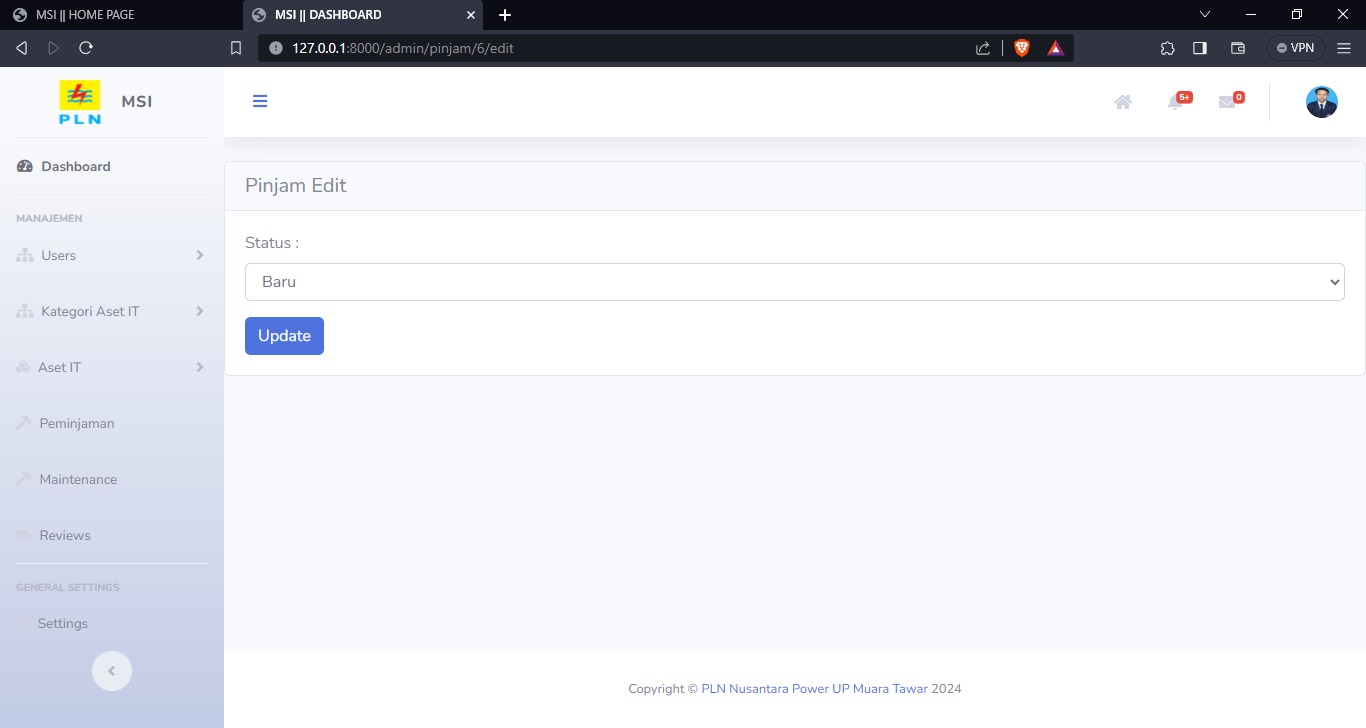 MSI || HOME PAGE
MSI || DASHBOARD
127.0.0.1:8000/admin/pinjam/6/edit
VPN
PLN
MSI
5+
0
Dashboard
MANAJEMEN
Users
Kategori Aset IT
Aset IT
Peminjaman
Maintenance
Reviews
GENERAL SETTINGS
Settings
Pinjam Edit
Status :
Baru
Update
Copyright © PLN Nusantara Power UP Muara Tawar 2024